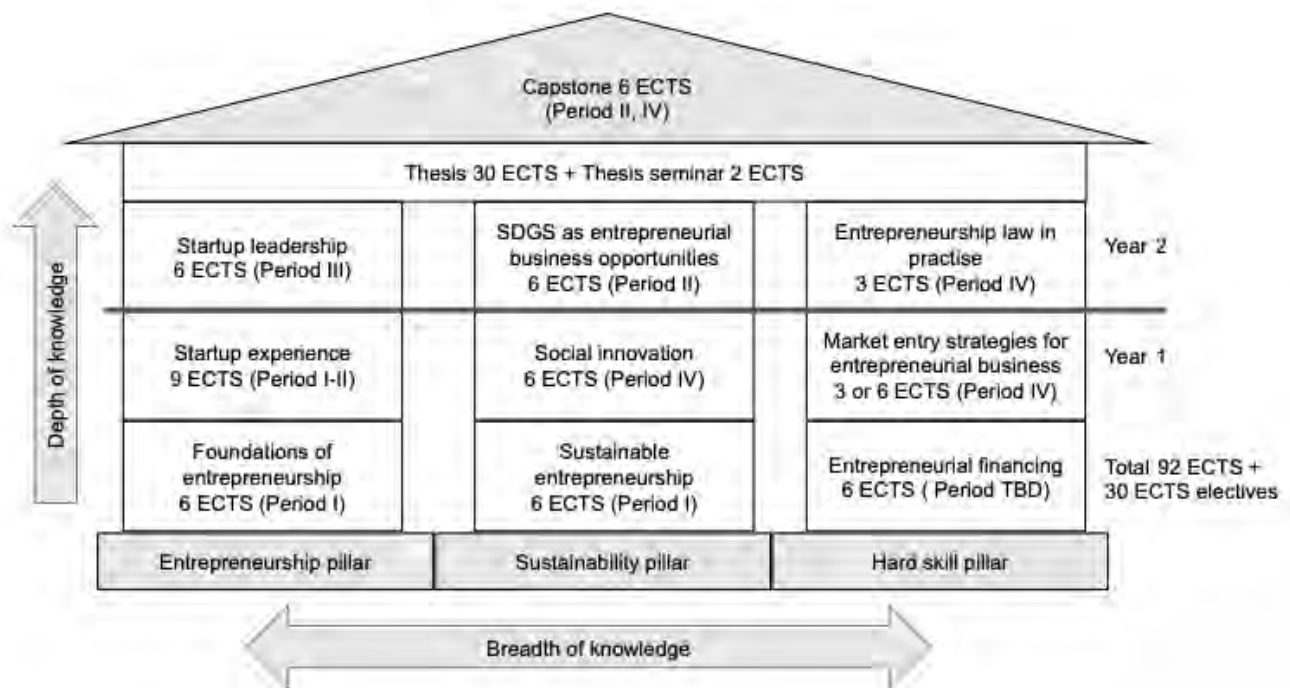 Capstone 6 ECTS
(Period II, IV)
Thesis 30 ECTS + Thesis seminar 2 ECTS
Startup leadership
6 ECTS (Period III)
SDGS as entrepreneurial
business opportunities
6 ECTS (Period II)
Entrepreneurship law in
practise
3 ECTS (Period IV)
Year 2
Startup experience
9 ECTS (Period I-II)
Social innovation
6 ECTS (Period IV)
Market entry strategies for
entrepreneurial business
3 or 6 ECTS (Period IV)
Year 1
Foundations of
entrepreneurship
6 ECTS (Period I)
Sustainable
entrepreneurship
6 ECTS (Period I)
Entrepreneurial financing
6 ECTS ( Period TBD)
Total 92 ECTS +
30 ECTS electives
Depth of knowledge
Entrepreneurship pillar
Sustainability pillar
Hard skill pillar
Breadth of knowledge